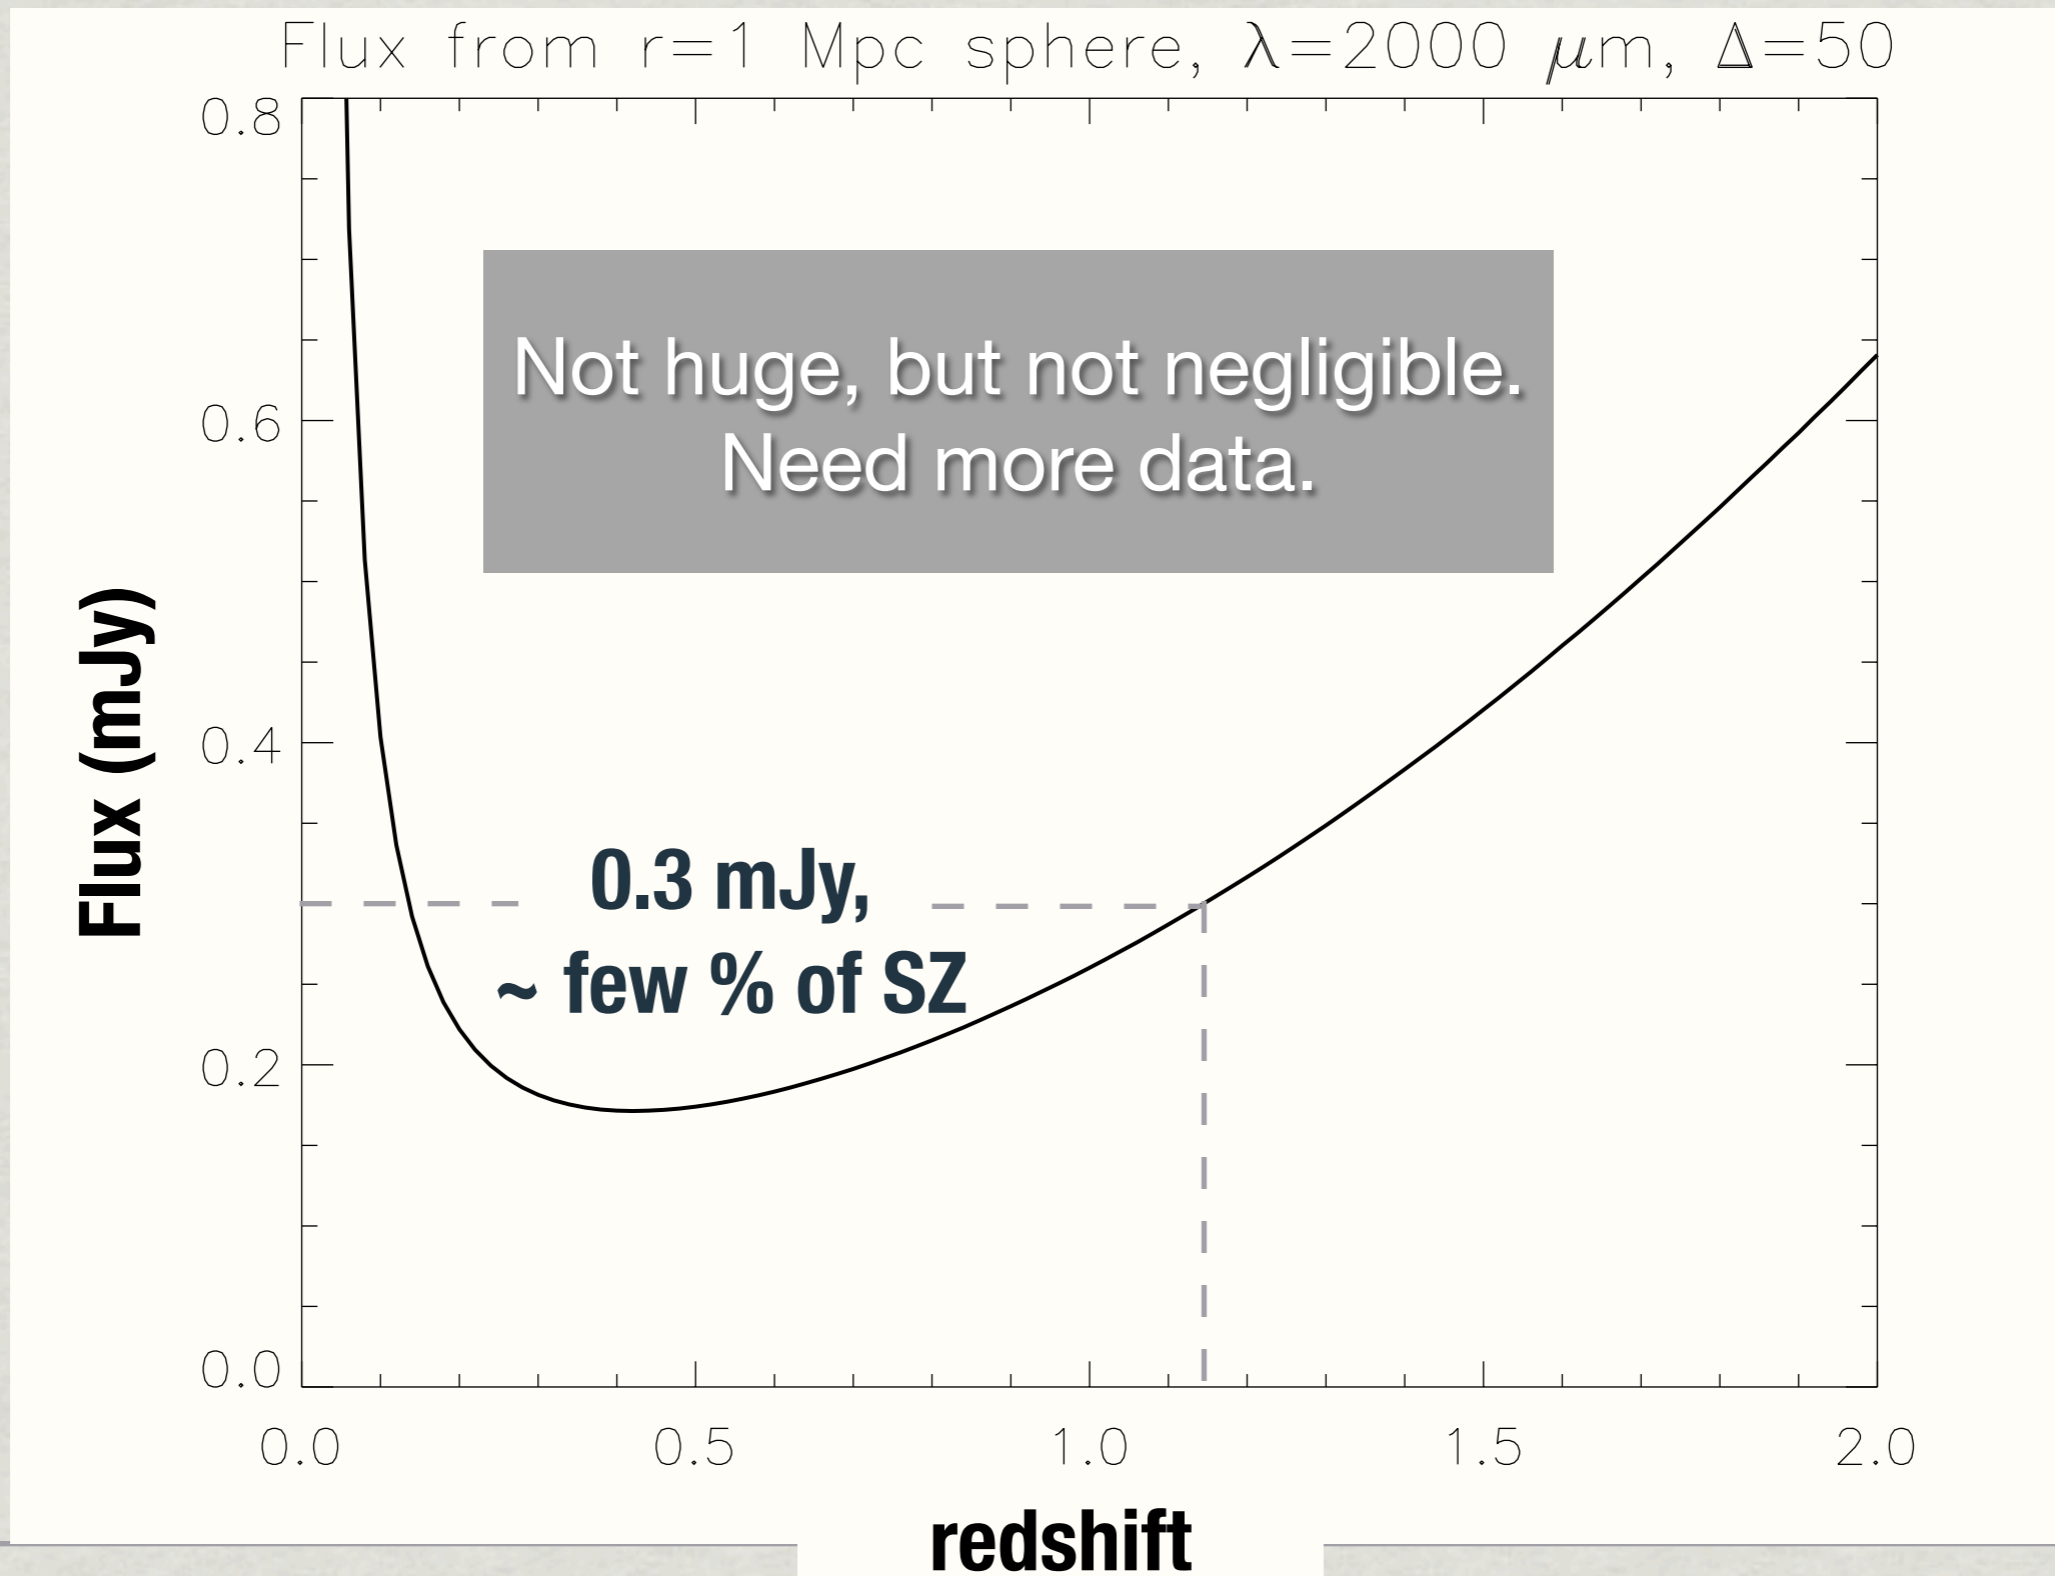 Flux from r=1 Mpc sphere, λ=2000 μm, Δ=50
0.8
Not huge, but not negligible.
Need more data.
0.6
Flux (mJy)
0.4
0.3 mJy,
~ few % of SZ
0.2
0.0
0.0 0.5 1.0 1.5 2.0
redshift